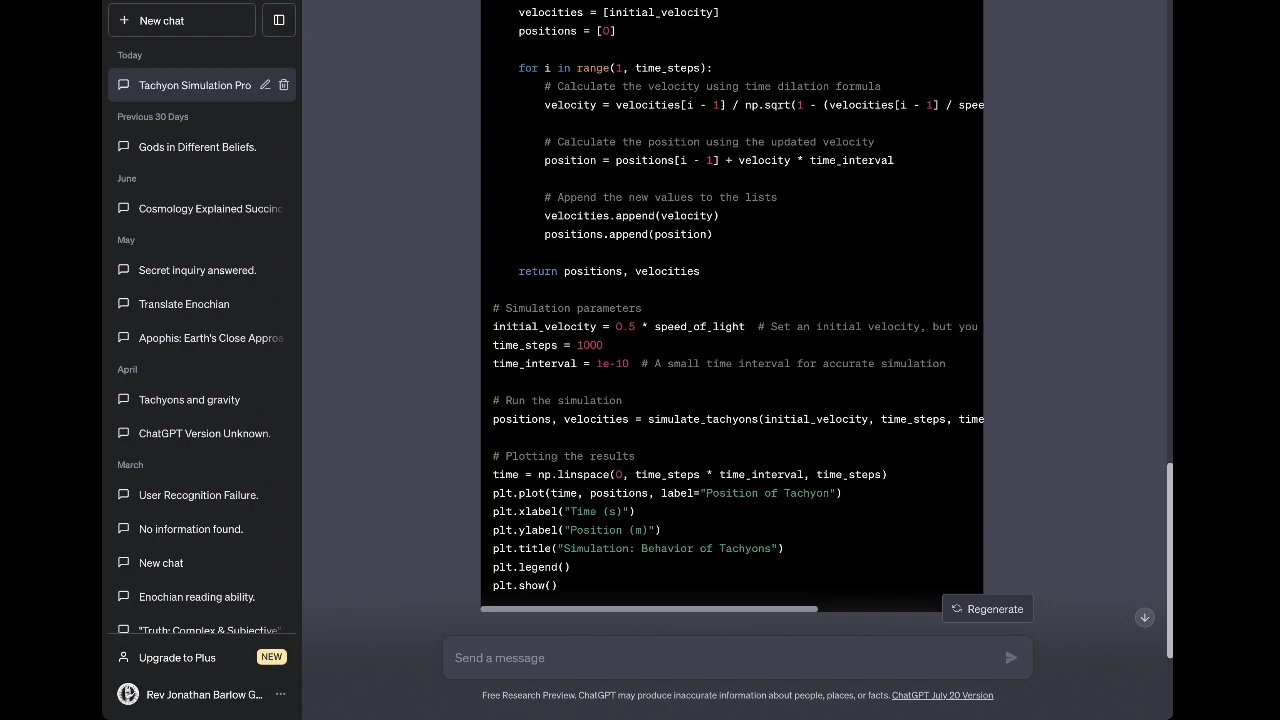 New chat
Today
Tachyon Simulation Pro
Previous 30 Days
Gods in Different Beliefs.
June
Cosmology Explained Succinc
May
Secret inquiry answered.
Translate Enochian
Apophis: Earth's Close Approa
April
Tachyons and gravity
ChatGPT Version Unknown.
March
User Recognition Failure.
No information found.
New chat
Enochian reading ability.
"Truth: Complex & Subjective"
Upgrade to Plus NEW
Rev Jonathan Barlow G...
velocities = [initial_velocity]
positions = [0]
for i in range(1, time_steps):
# Calculate the velocity using time dilation formula
velocity = velocities[i - 1] / np.sqrt(1 - (velocities[i - 1] / spee
# Calculate the position using the updated velocity
position = positions[i - 1] + velocity * time_interval
# Append the new values to the lists
velocities.append(velocity)
positions.append(position)
return positions, velocities
# Simulation parameters
initial_velocity = 0.5 * speed_of_light  # Set an initial velocity, but you
time_steps = 1000
time_interval = 1e-10  # A small time interval for accurate simulation
# Run the simulation
positions, velocities = simulate_tachyons(initial_velocity, time_steps, time
# Plotting the results
time = np.linspace(0, time_steps * time_interval, time_steps)
plt.plot(time, positions, label="Position of Tachyon")
plt.xlabel("Time (s)")
plt.ylabel("Position (m)")
plt.title("Simulation: Behavior of Tachyons")
plt.legend()
plt.show()
Regenerate
Send a message
Free Research Preview. ChatGPT may produce inaccurate information about people, places, or facts. ChatGPT July 20 Version